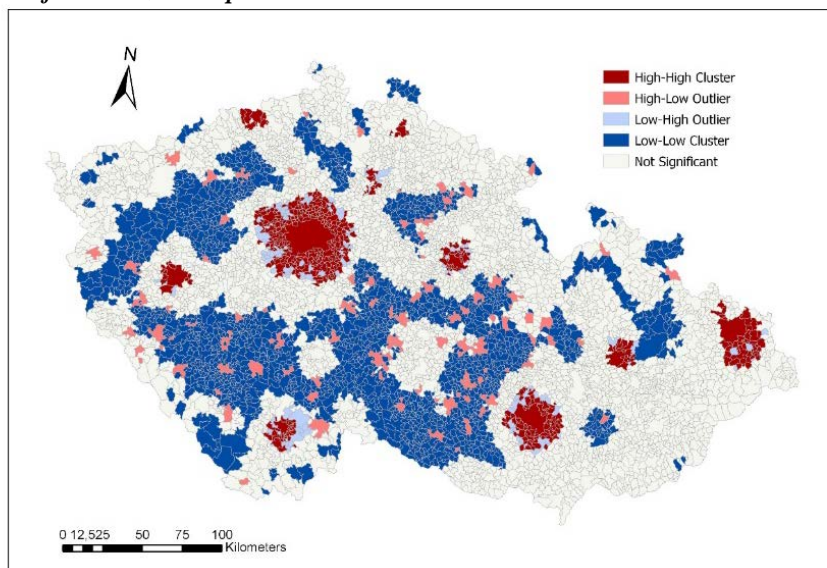 N
High-High Cluster
High-Low Outlier
Low-High Outlier
Low-Low Cluster
Not Significant
0 12,525 50 75 100
Kilometers